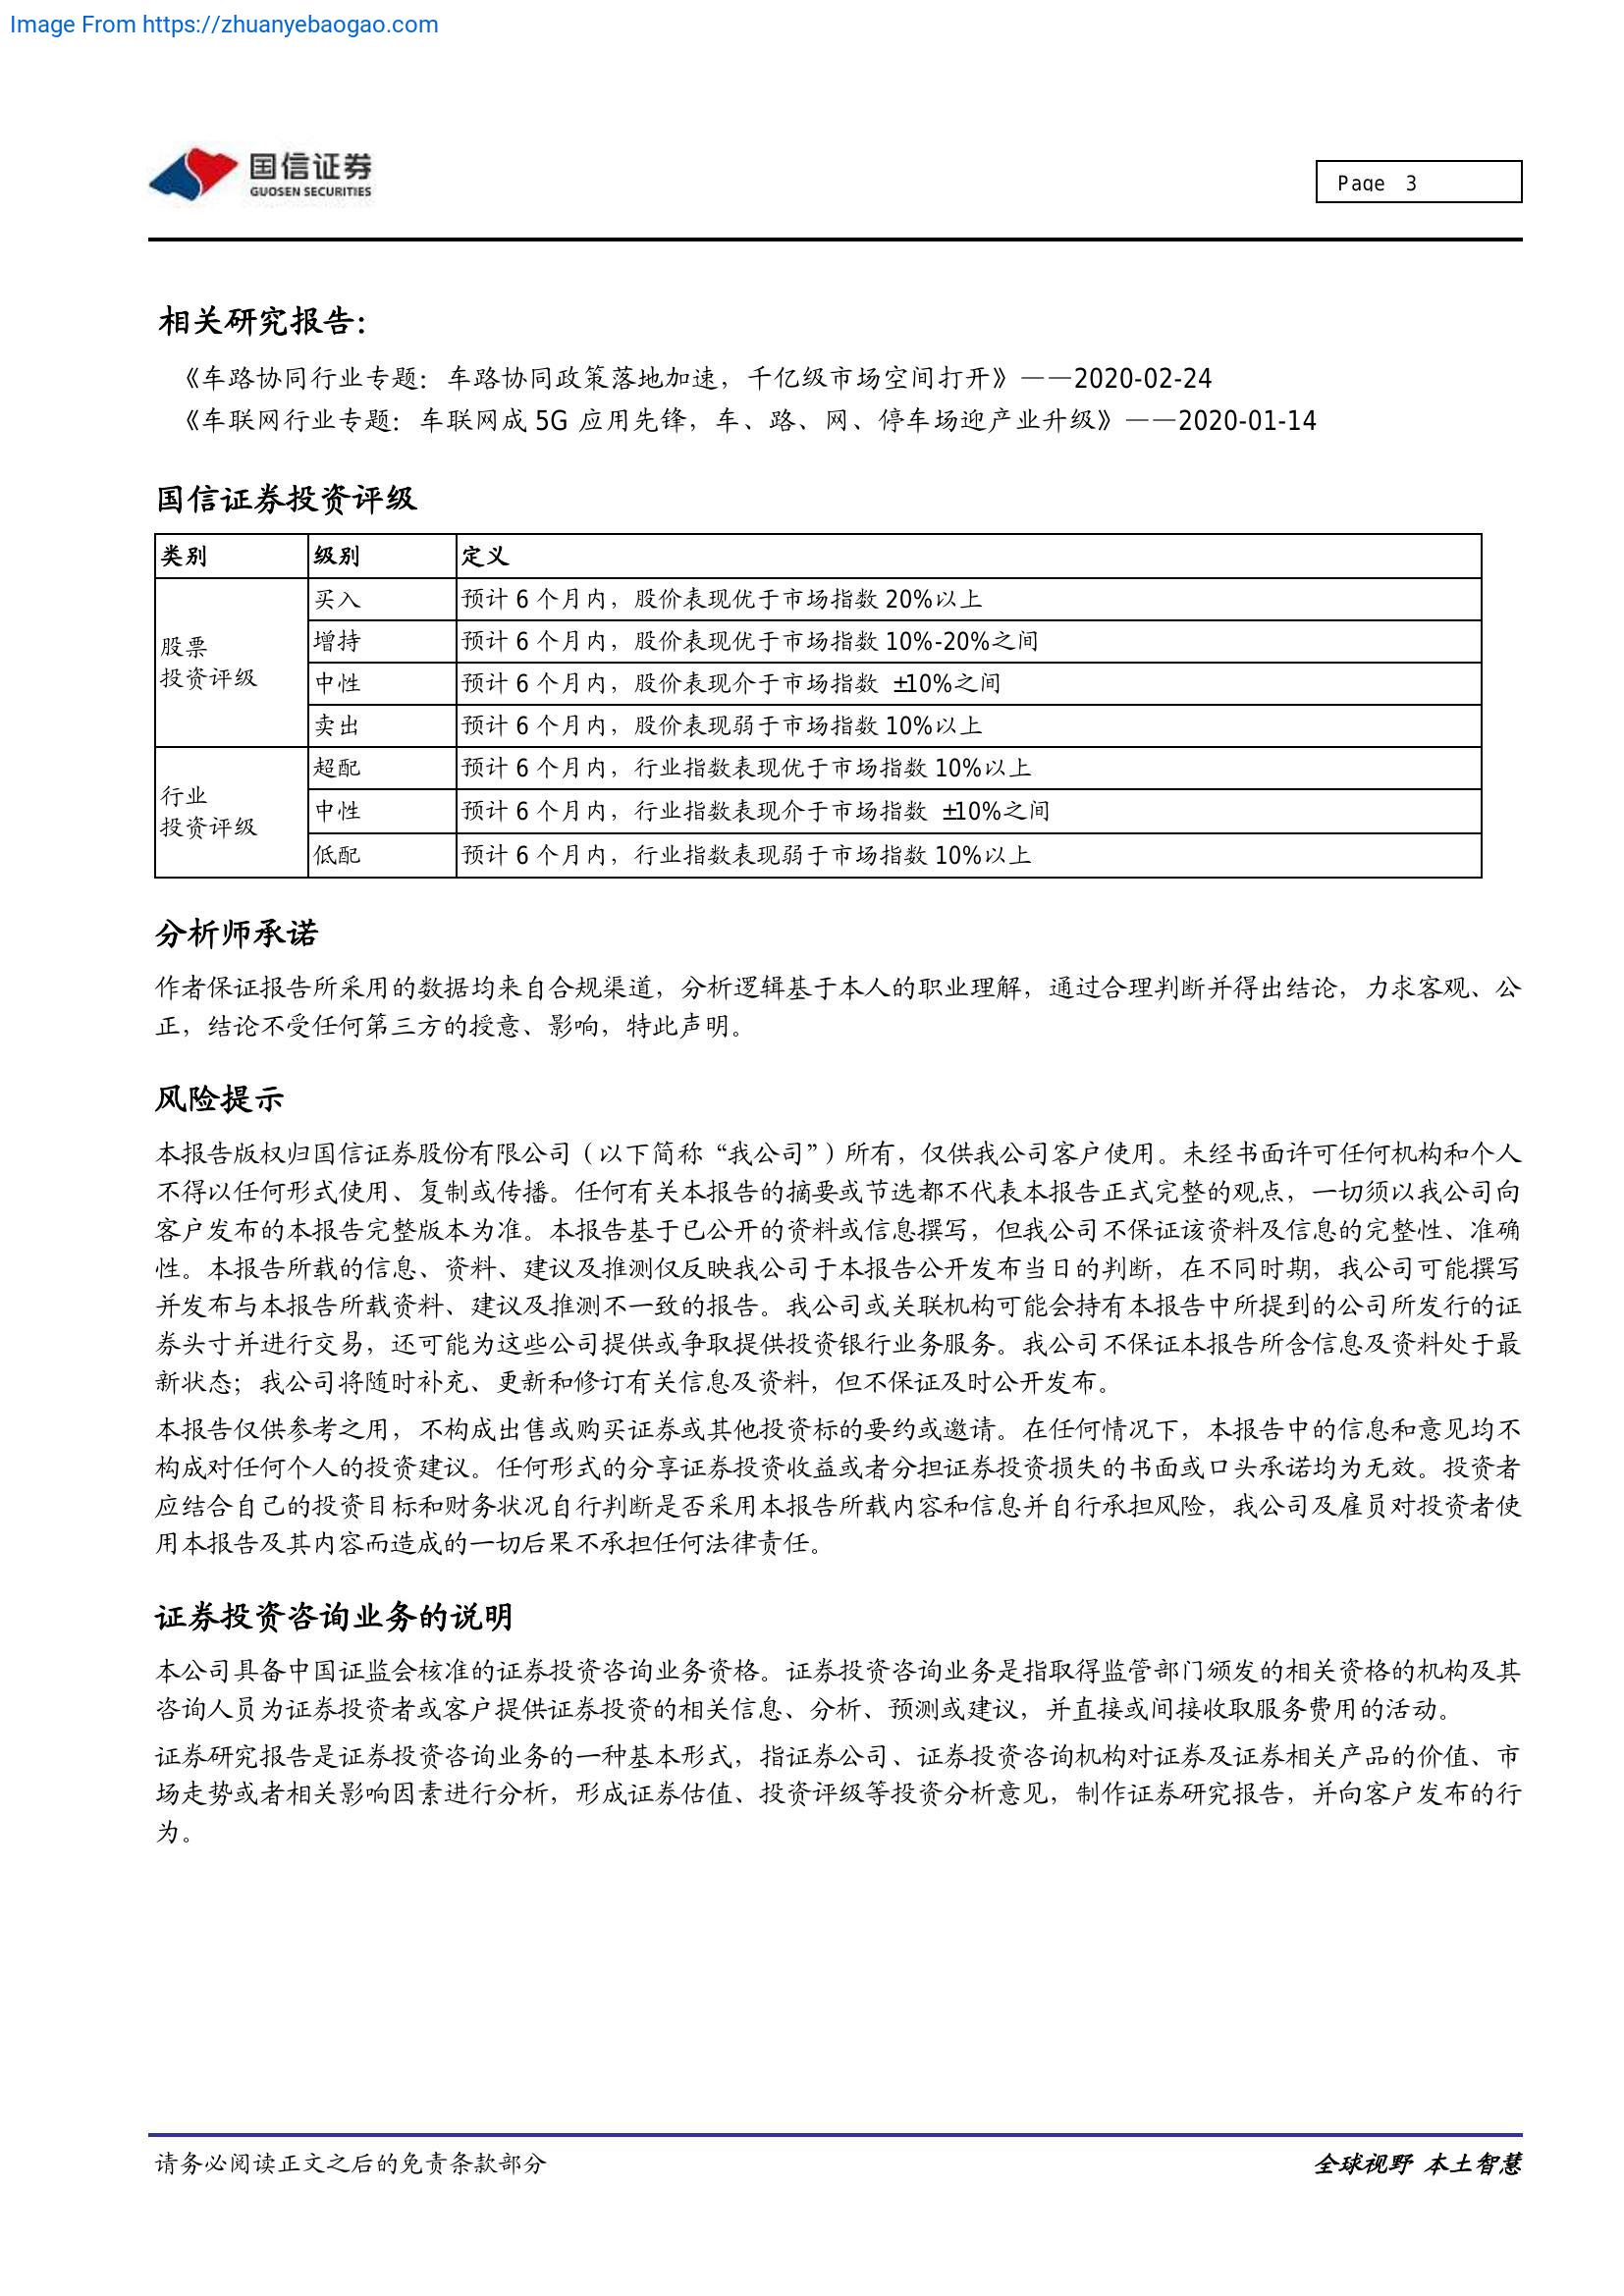 Image From https://zhuanyebaogao.com
国信证券
GUOSEN SECURITIES
Page 3
相关研究报告：
《车路协同行业专题：车路协同政策落地加速，千亿级市场空间打开》——2020-02-24
《车联网行业专题：车联网成 5G 应用先锋，车、路、网、停车场迎产业升级》——2020-01-14
国信证券投资评级
类别 级别 定义
股票
投资评级
买入 预计 6 个月内，股价表现优于市场指数 20%以上
增持 预计 6 个月内，股价表现优于市场指数 10%-20%之间
中性 预计 6 个月内，股价表现介于市场指数 ±10%之间
卖出 预计 6 个月内，股价表现弱于市场指数 10%以上
行业
投资评级
超配 预计 6 个月内，行业指数表现优于市场指数 10%以上
中性 预计 6 个月内，行业指数表现介于市场指数 ±10%之间
低配 预计 6 个月内，行业指数表现弱于市场指数 10%以上
分析师承诺
作者保证报告所采用的数据均来自合规渠道，分析逻辑基于本人的职业理解，通过合理判断并得出结论，力求客观、公
正，结论不受任何第三方的授意、影响，特此声明。
风险提示
本报告版权归国信证券股份有限公司（以下简称“我公司”）所有，仅供我公司客户使用。未经书面许可任何机构和个人
不得以任何形式使用、复制或传播。任何有关本报告的摘要或节选都不代表本报告正式完整的观点，一切须以我公司向
客户发布的本报告完整版本为准。本报告基于已公开的资料或信息撰写，但我公司不保证该资料及信息的完整性、准确
性。本报告所载的信息、资料、建议及推测仅反映我公司于本报告公开发布当日的判断，在不同时期，我公司可能撰写
并发布与本报告所载资料、建议及推测不一致的报告。我公司或关联机构可能会持有本报告中所提到的公司所发行的证
券头寸并进行交易，还可能为这些公司提供或争取提供投资银行业务服务。我公司不保证本报告所含信息及资料处于最
新状态；我公司将随时补充、更新和修订有关信息及资料，但不保证及时公开发布。
本报告仅供参考之用，不构成出售或购买证券或其他投资标的要约或邀请。在任何情况下，本报告中的信息和意见均不
构成对任何个人的投资建议。任何形式的分享证券投资收益或者分担证券投资损失的书面或口头承诺均为无效。投资者
应结合自己的投资目标和财务状况自行判断是否采用本报告所载内容和信息并自行承担风险，我公司及雇员对投资者使
用本报告及其内容而造成的一切后果不承担任何法律责任。
证券投资咨询业务的说明
本公司具备中国证监会核准的证券投资咨询业务资格。证券投资咨询业务是指取得监管部门颁发的相关资格的机构及其
咨询人员为证券投资者或客户提供证券投资的相关信息、分析、预测或建议，并直接或间接收取服务费用的活动。
证券研究报告是证券投资咨询业务的一种基本形式，指证券公司、证券投资咨询机构对证券及证券相关产品的价值、市
场走势或者相关影响因素进行分析，形成证券估值、投资评级等投资分析意见，制作证券研究报告，并向客户发布的行
为。
请务必阅读正文之后的免责条款部分
全球视野 本土智慧